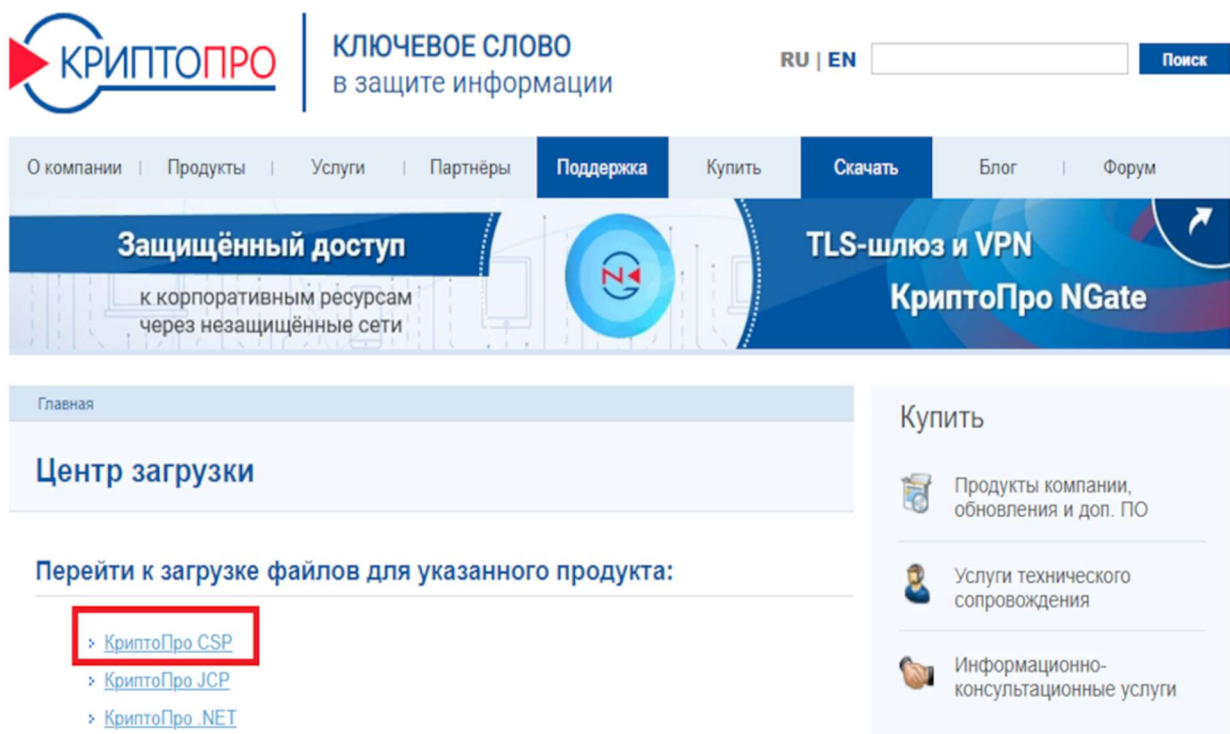 КРИПТОПРО
КЛЮЧЕВОЕ СЛОВО
в защите информации
RU | EN
Поиск
О компании | Продукты | Услуги | Партнёры Поддержка Купить Скачать Блог | Форум
Защищённый доступ
к корпоративным ресурсам
через незащищённые сети
TLS-шлюз и VPN
КриптоПро NGate
Главная
Центр загрузки
Перейти к загрузке файлов для указанного продукта:
КриптоПро CSP
КриптоПро JCP
КриптоПро .NET
Купить
Продукты компании,
обновления и доп. ПО
Услуги технического
сопровождения
Информационно-
консультационные услуги